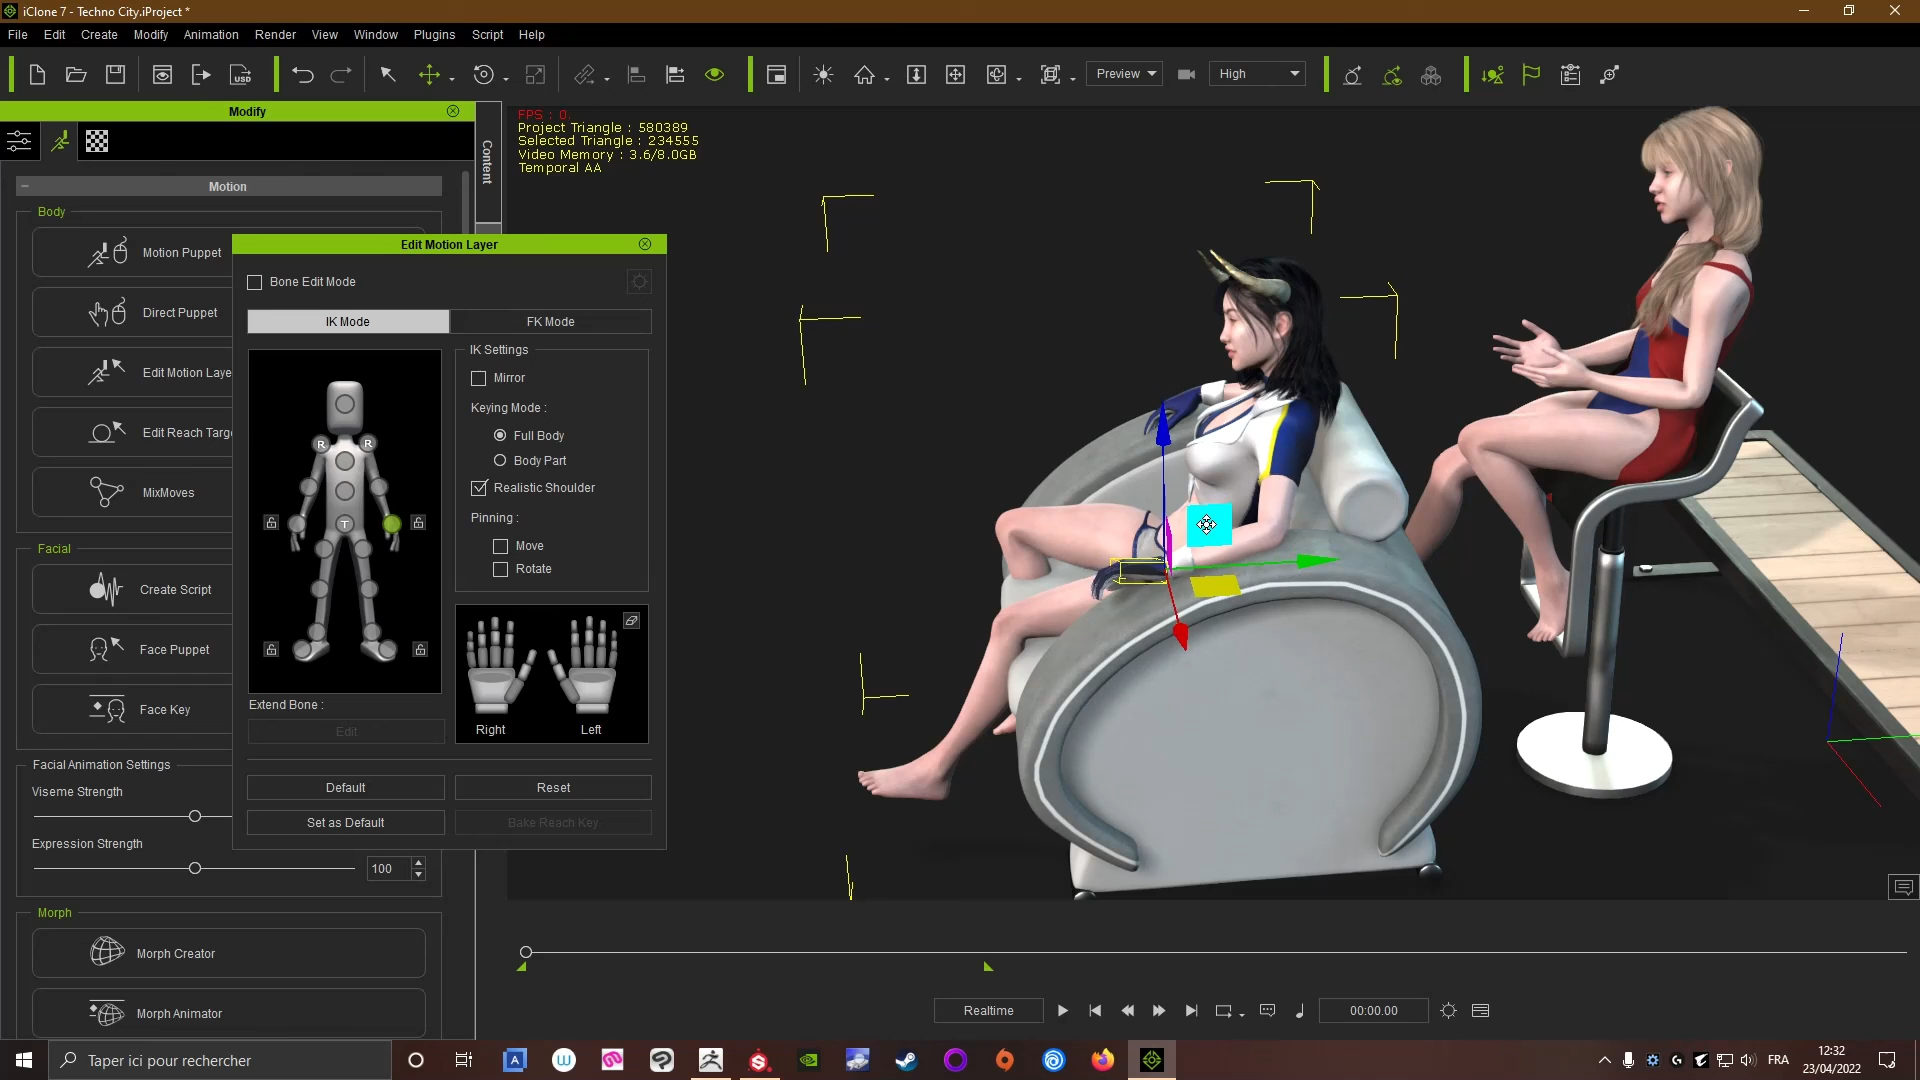 iClone 7 - Techno City.iProject *
File Edit Create Modify Animation Render View Window Plugins Script Help
USD
Preview
High
Modify
Content
FPS : 0.
Project Triangle : 580389
Selected Triangle : 234555
Video Memory : 3.6/8.0GB
Temporal AA
Motion
Body
Motion Puppet
Direct Puppet
Edit Motion Laye
Edit Reach Targ
MixMoves
Facial
Create Script
Face Puppet
Face Key
Facial Animation Settings
Viseme Strength
Expression Strength
100
Morph
Morph Creator
Morph Animator
Edit Motion Layer
Bone Edit Mode
IK Mode
FK Mode
R
R
T
IK Settings
Mirror
Keying Mode :
Full Body
Body Part
Realistic Shoulder
Pinning :
Move
Rotate
Right
Left
Extend Bone :
Edit
Default
Reset
Set as Default
Bake Reach Key
Realtime
00:00.00
Taper ici pour rechercher
FRA
12:32
23/04/2022